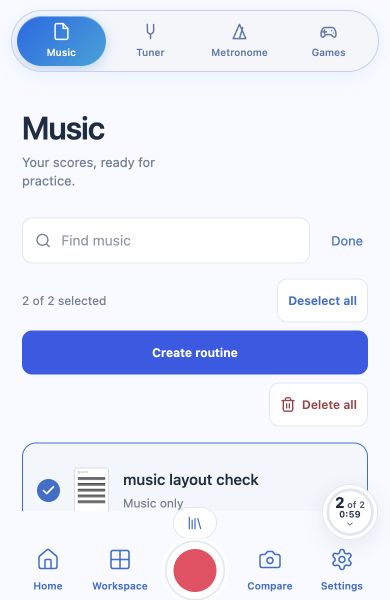 Music
Tuner
Metronome
Games
Music
Your scores, ready for
practice.
Find music
Done
2 of 2 selected
Deselect all
Create routine
Delete all
music layout check
Music only
2 of 2
0:59
Home
Workspace
Compare
Settings